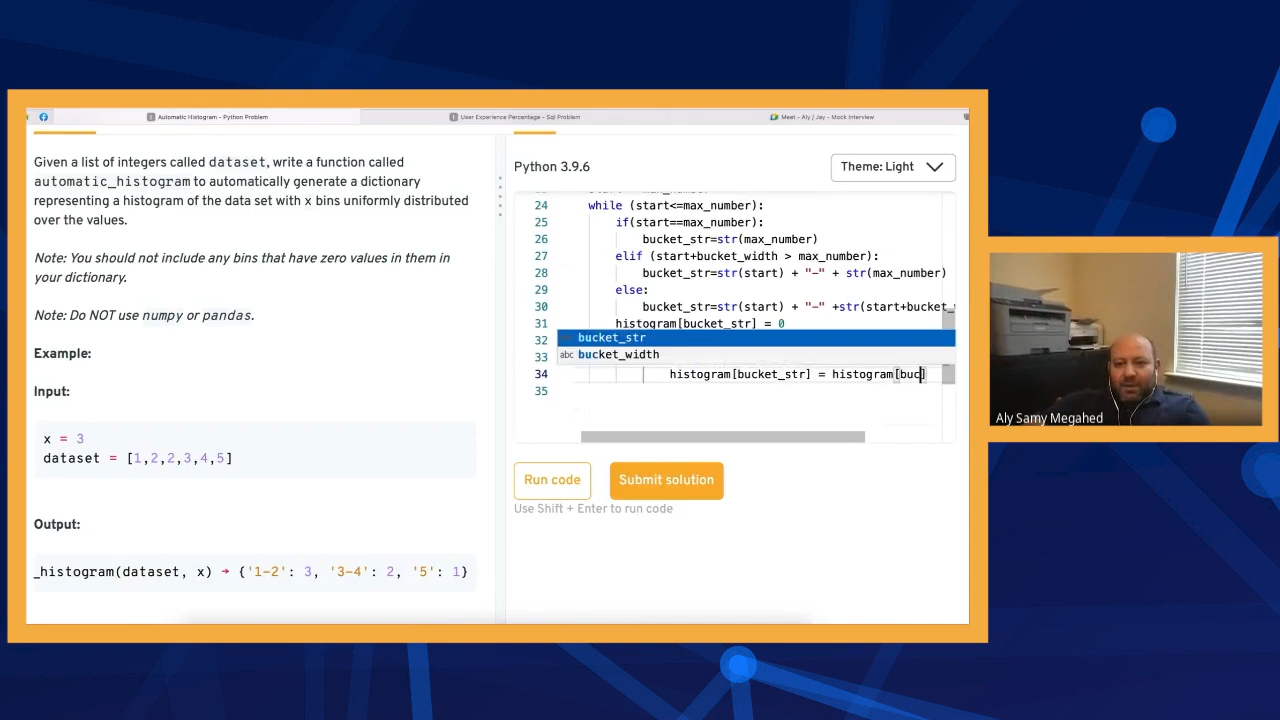 Automatic Histogram - Python Problem
User Experience Percentage - Sql Problem
Meet - Aly / Jay - Mock Interview
Given a list of integers called dataset, write a function called
automatic_histogram to automatically generate a dictionary
representing a histogram of the data set with x bins uniformly distributed
over the values.
Note: You should not include any bins that have zero values in them in
your dictionary.
Note: Do NOT use numpy or pandas.
Example:
Input:
x = 3
dataset = [1,2,2,3,4,5]
Output:
_histogram(dataset, x) → {'1-2': 3, '3-4': 2, '5': 1}
Python 3.9.6
Theme: Light
24 while (start<=max_number):
25 if(start==max_number):
26 bucket_str=str(max_number)
27 elif (start+bucket_width > max_number):
28 bucket_str=str(start) + "-" + str(max_number)
29 else:
30 bucket_str=str(start) + "-" +str(start+bucket_
31 histogram[bucket_str] = 0
32 bucket_str
33 abc bucket_width
34 histogram[bucket_str] = histogram[buc]
35
Run code
Submit solution
Use Shift + Enter to run code
Aly Samy Megahed